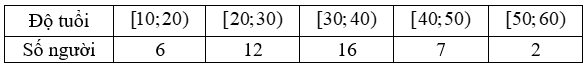 Độ tuổi [10;20) [20;30) [30;40) [40;50) [50;60)
Số người 6 12 16 7 2